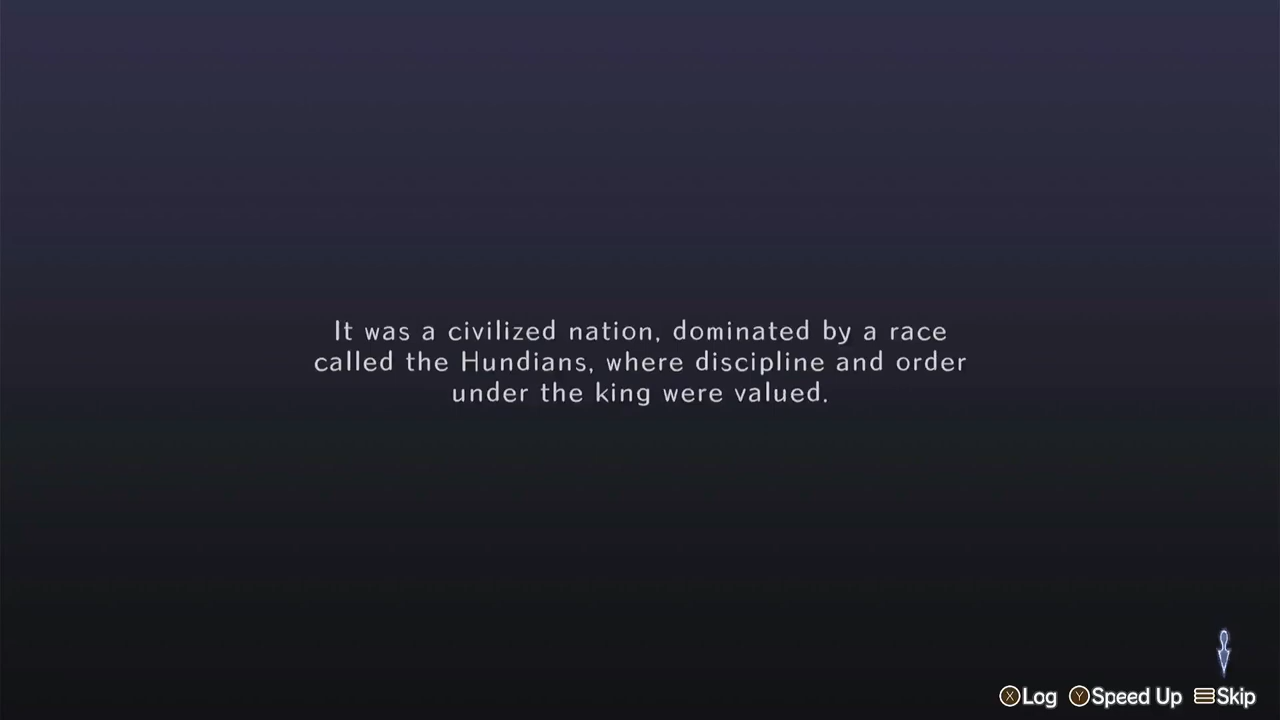 It was a civilized nation, dominated by a race
called the Hundians, where discipline and order
under the king were valued.
X Log Y Speed Up Skip